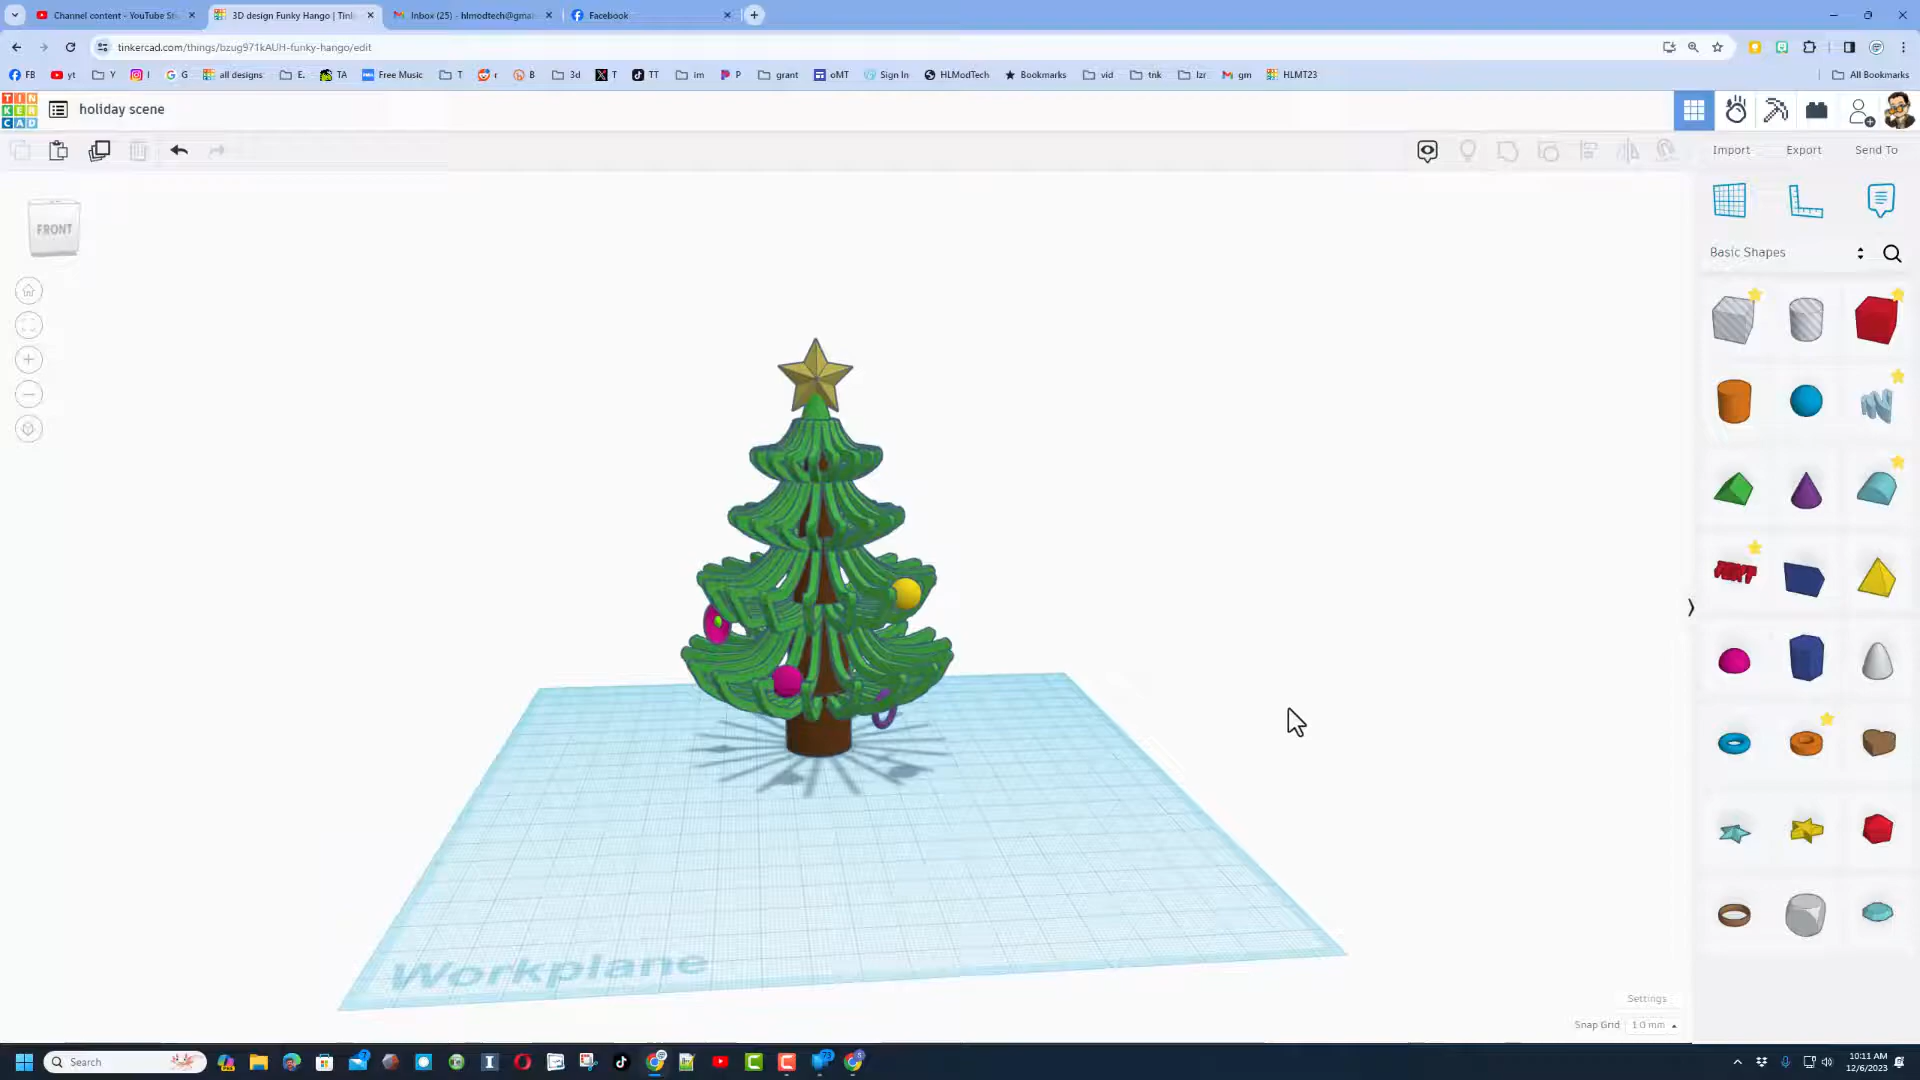 Channel content - YouTube St
3D design Funky Hango | Tin
Inbox (25) - hlmodtech@gma
Facebook
tinkercad.com/things/bzug971kAUH-funky-hango/edit
FB
yt
Y
I
G
all designs
E.
TA
Free Music
T
r
B
3d
T
TT
im
P
grant
oMT
Sign In
HLModTech
Bookmarks
vid
tnk
lzr
gm
HLMT23
All Bookmarks
TIN
KER
CAD
holiday scene
Import
Export
Send To
FRONT
Basic Shapes
TEXT
Workplane
Settings
Snap Grid
1.0 mm
Search
10:11 AM
12/6/2023